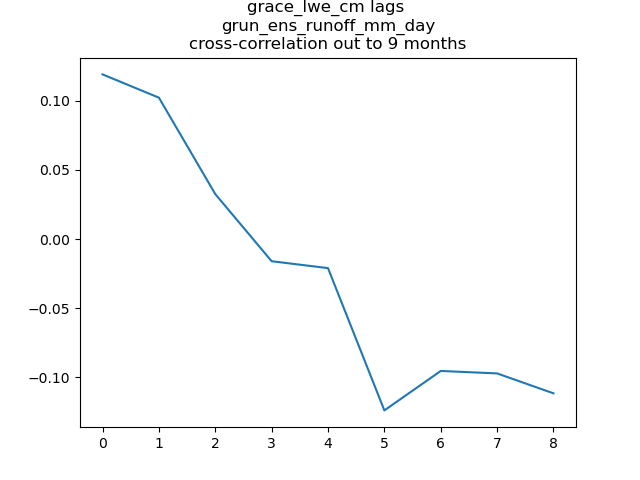 grace_lwe_cm lags
grun_ens_runoff_mm_day
cross-correlation out to 9 months
0.10
0.05
0.00
−0.05
−0.10
0 1 2 3 4 5 6 7 8